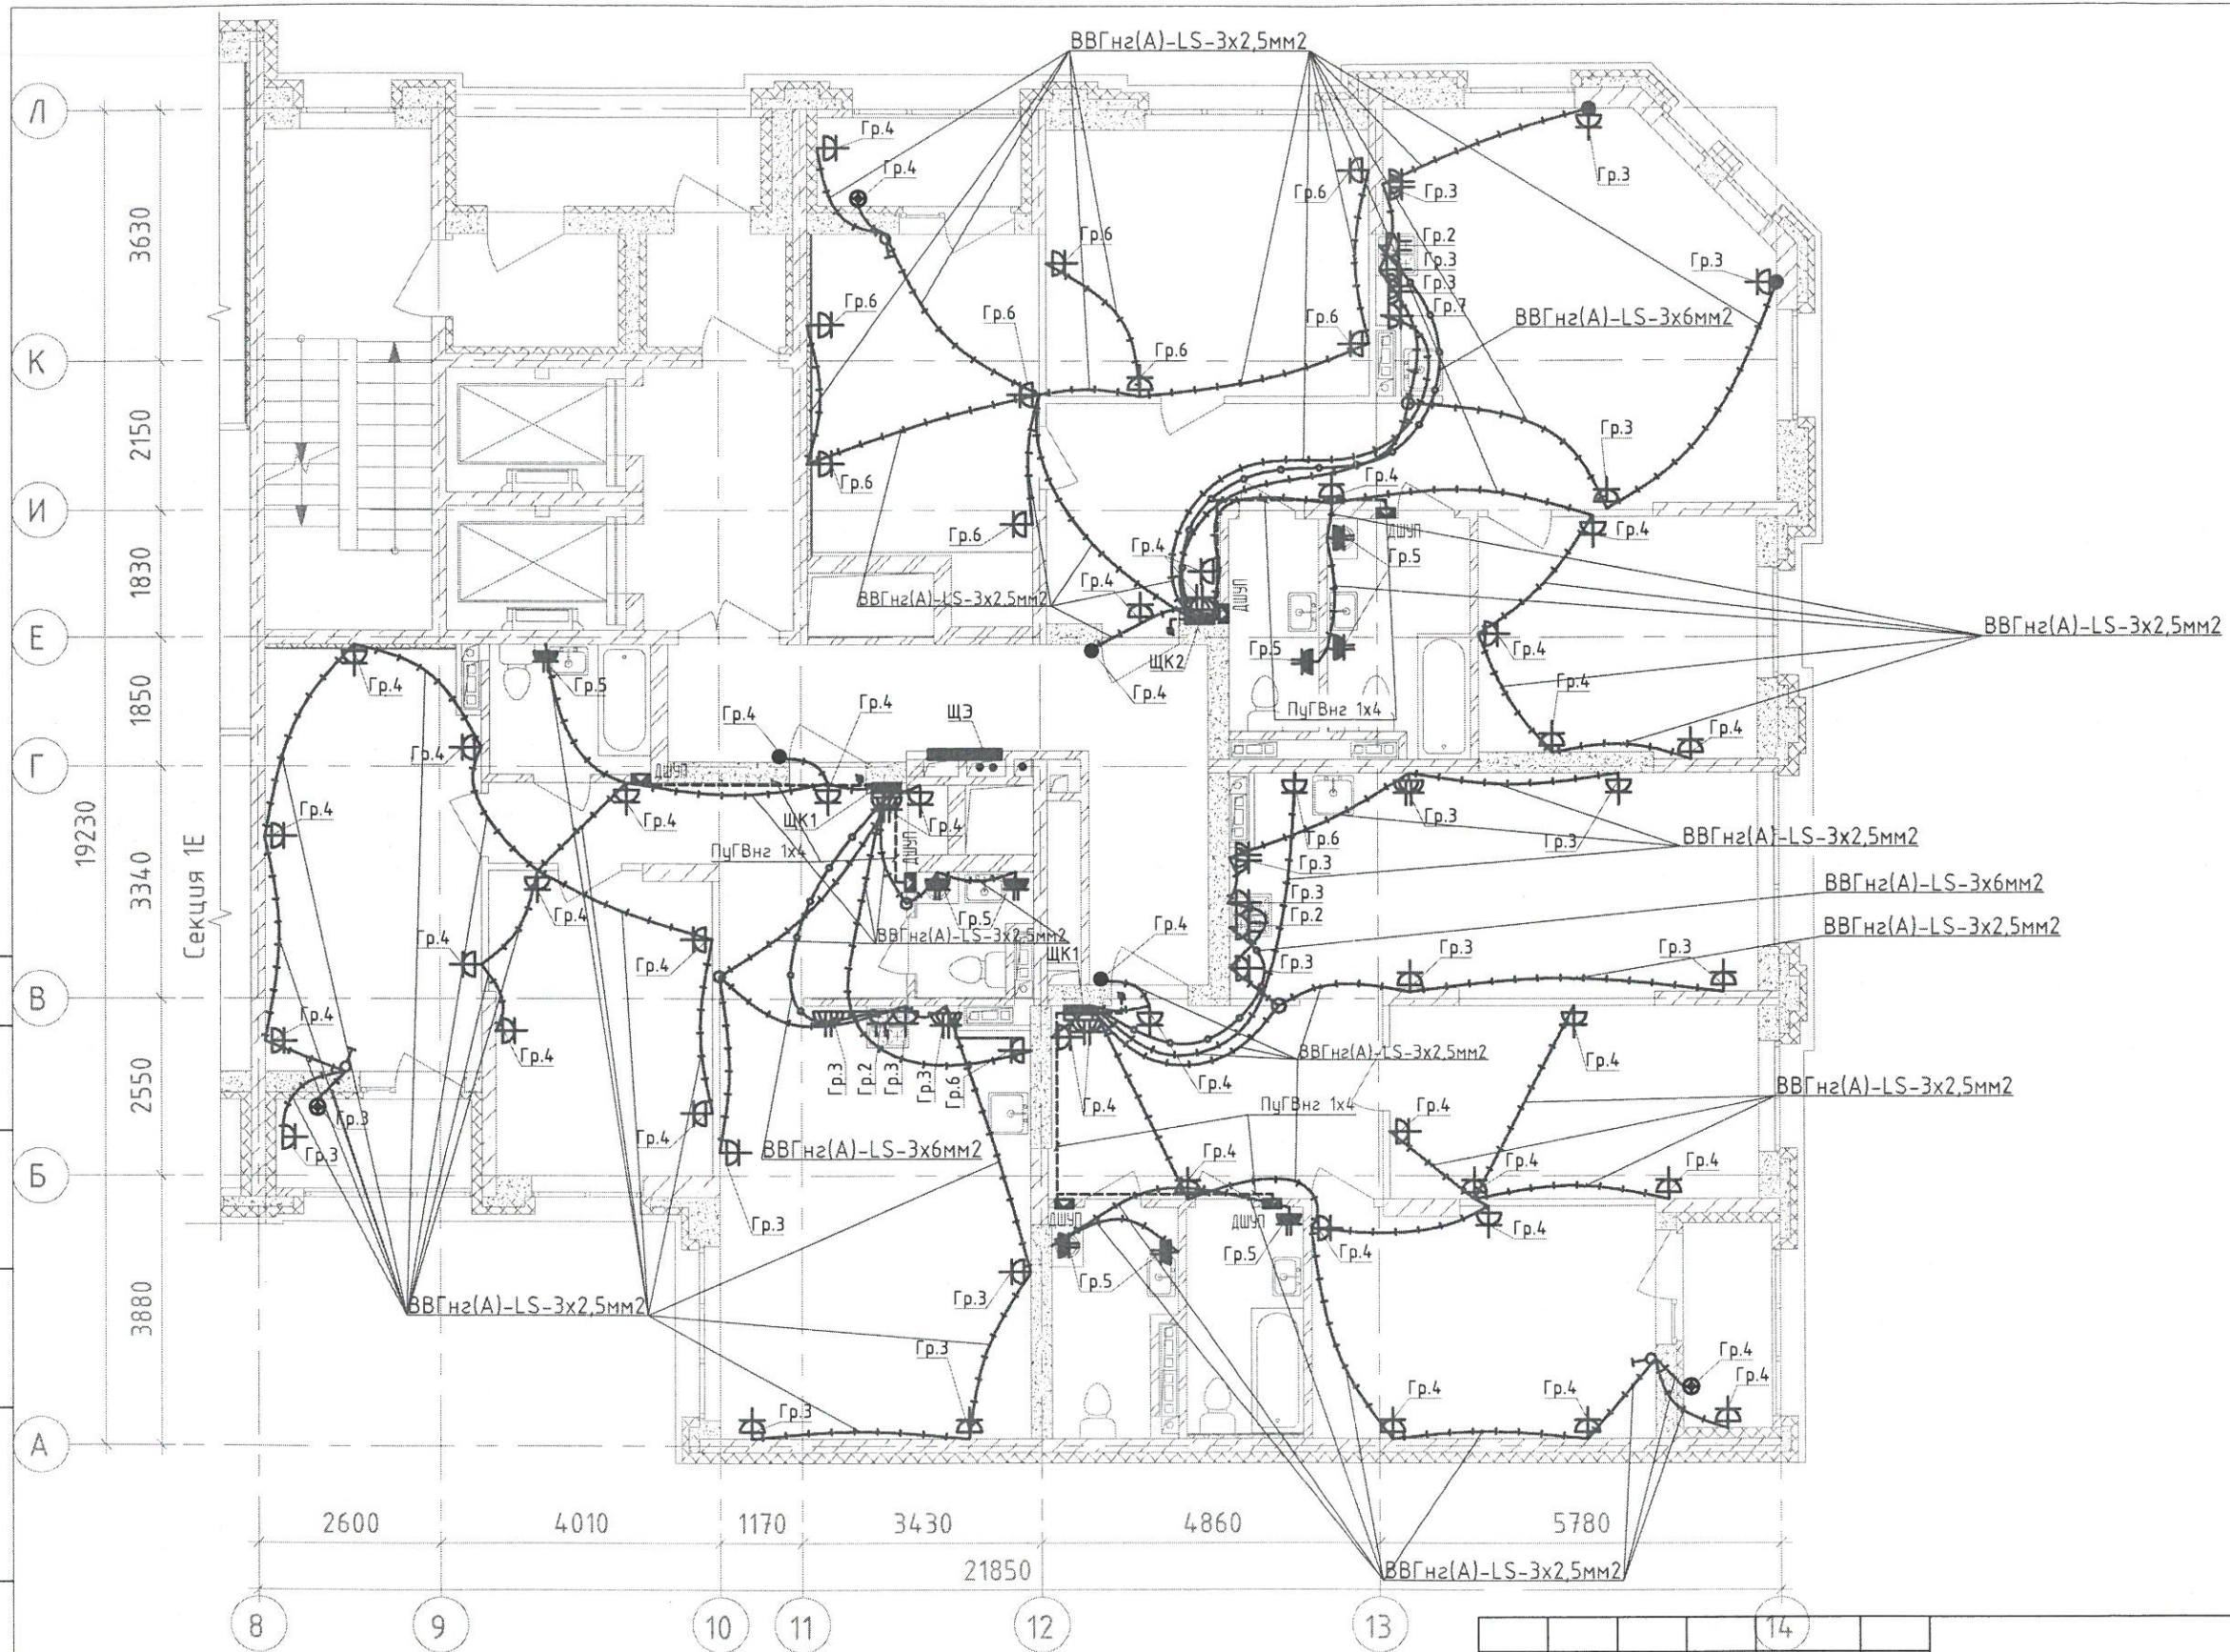 ВВГнг(А)-LS-3х2,5мм2
Л
Гр.4
Гр.4
Гр.6
Гр.3
Гр.3
3630
Гр.6
Гр.2
Гр.3
Гр.3
Гр.3
Гр.6
Гр.6
Гр.6
Гр.7
ВВГнг(А)-LS-3х6мм2
К
Гр.6
2150
Гр.3
Гр.6
Гр.4
И
Гр.6
ДШУП
Гр.4
1830
Гр.4
Гр.5
Гр.4
ВВГнг(А)-LS-3х2,5мм2
ДШУП
Е
ВВГнг(А)-LS-3х2,5мм2
Гр.4
Гр.5
ЩК2
Гр.4
Гр.5
Гр.4
Гр.4
1850
Гр.4
Гр.4
ПуГВнг 1х4
ЩЭ
Гр.4
Гр.4
Г
ДШУП
19230
Гр.4
Гр.4
ЩК1
Гр.4
Гр.3
Гр.6
Гр.3
ВВГнг(А)-LS-3х2,5мм2
Секция 1Е
ПуГВнг 1х4
ДШУП
Гр.3
3340
ВВГнг(А)-LS-3х6мм2
Гр.4
Гр.5
Гр.3
Гр.2
ВВГнг(А)-LS-3х2,5мм2
Гр.4
Гр.4
ВВГнг(А)-LS-3х2,5мм2
Гр.4
ЩК1
Гр.3
Гр.3
Гр.3
В
Гр.4
Гр.4
ВВГнг(А)-LS-3х2,5мм2
Гр.4
2550
Гр.3
Гр.2
Гр.3
Гр.3
Гр.6
Гр.4
Гр.4
ВВГнг(А)-LS-3х2,5мм2
Гр.3
ПуГВнг 1х4
Гр.4
Гр.4
Гр.3
ВВГнг(А)-LS-3х6мм2
Б
Гр.4
Гр.4
Гр.4
Гр.3
ДШУП
ДШУП
Гр.4
Гр.5
Гр.4
Гр.5
3880
ВВГнг(А)-LS-3х2,5мм2
Гр.3
Гр.3
Гр.4
Гр.3
Гр.4
Гр.4
Гр.4
А
2600
4010
1170
3430
4860
5780
21850
ВВГнг(А)-LS-3х2,5мм2
8
9
10
11
12
13
14